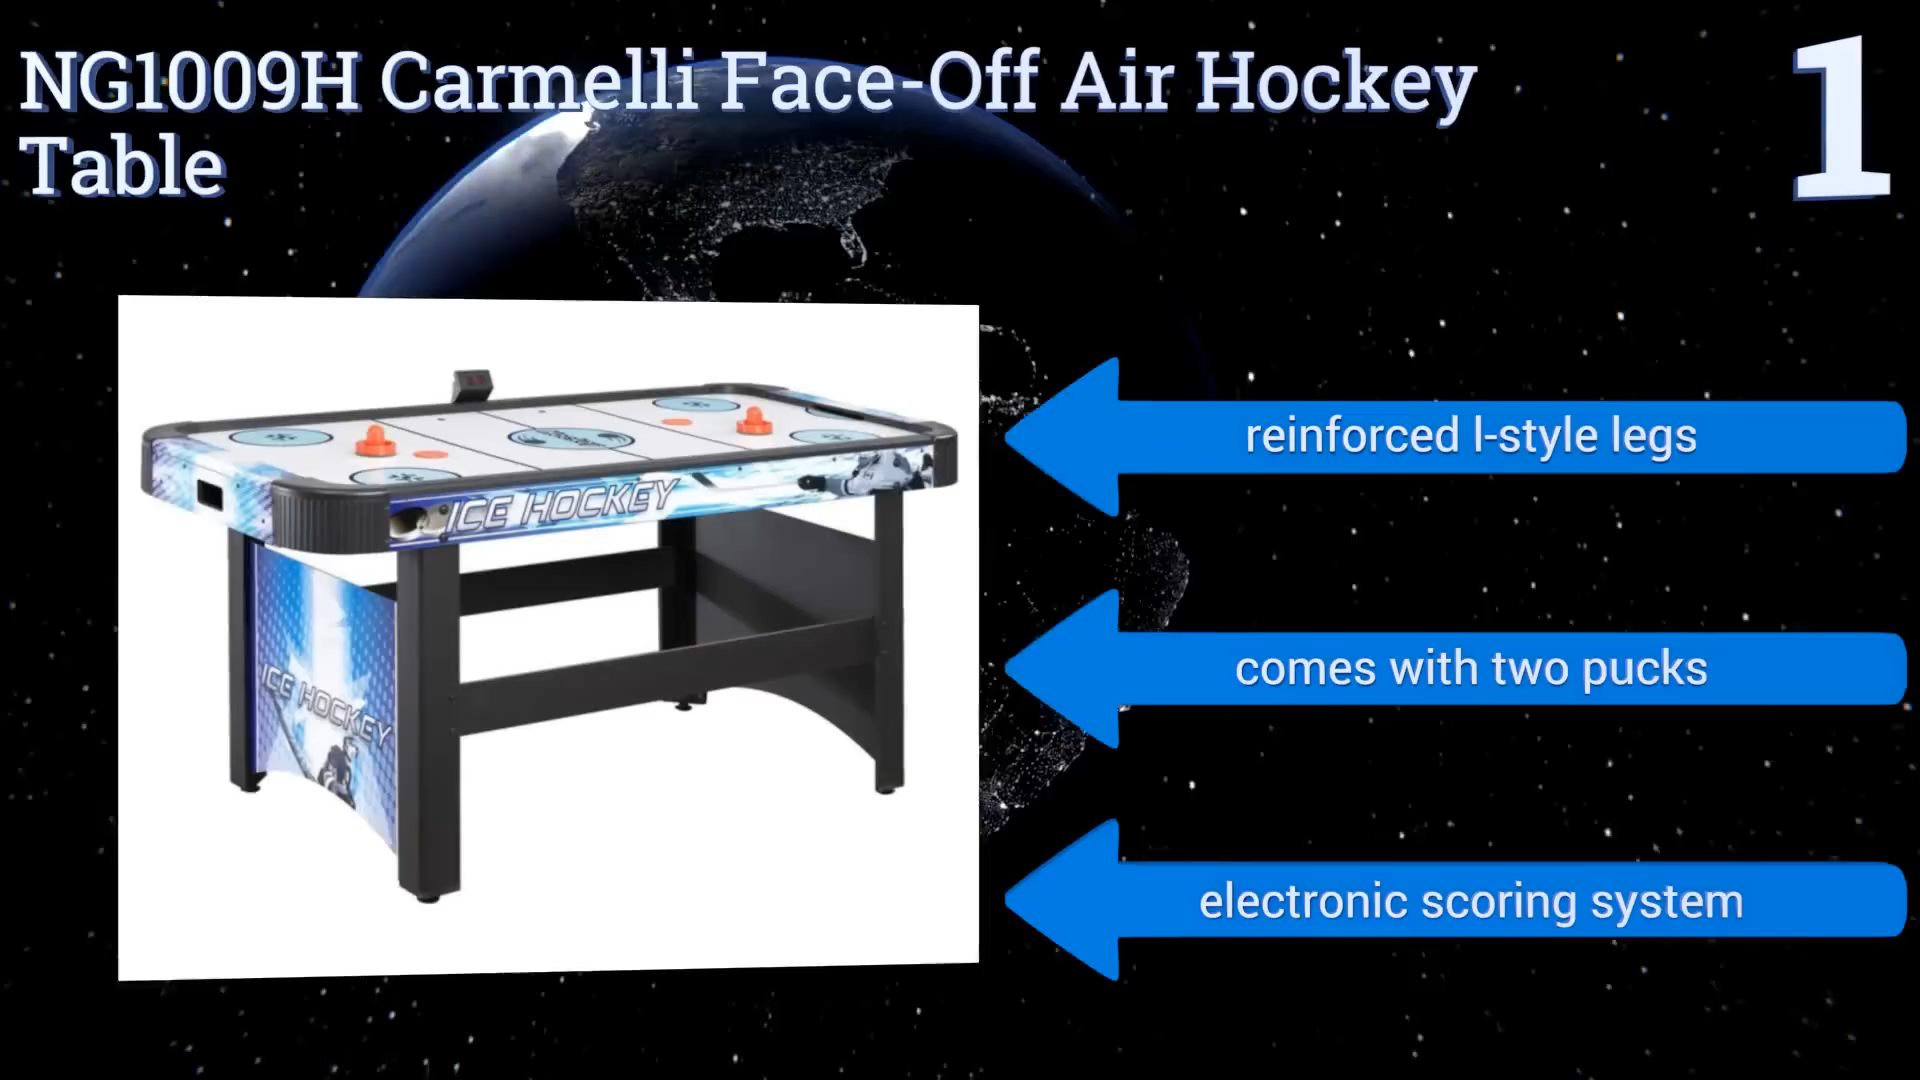 NG1009H Carmelli Face-Off Air Hockey
Table
1
reinforced l-style legs
comes with two pucks
electronic scoring system
ICE HOCKEY
ICE HOCKEY